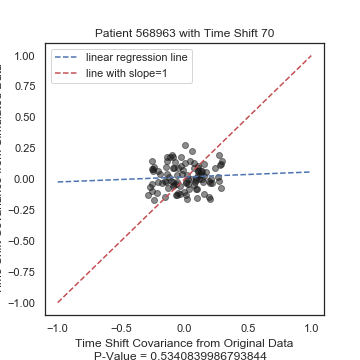 Patient 568963 with Time Shift 70
linear regression line
line with slope=1
1.00
0.75
0.50
0.25
0.00
−0.25
−0.50
−0.75
−1.00
−1.0
−0.5
0.0
0.5
1.0
Time Shift Covariance from Original Data
P-Value = 0.5340839986793844